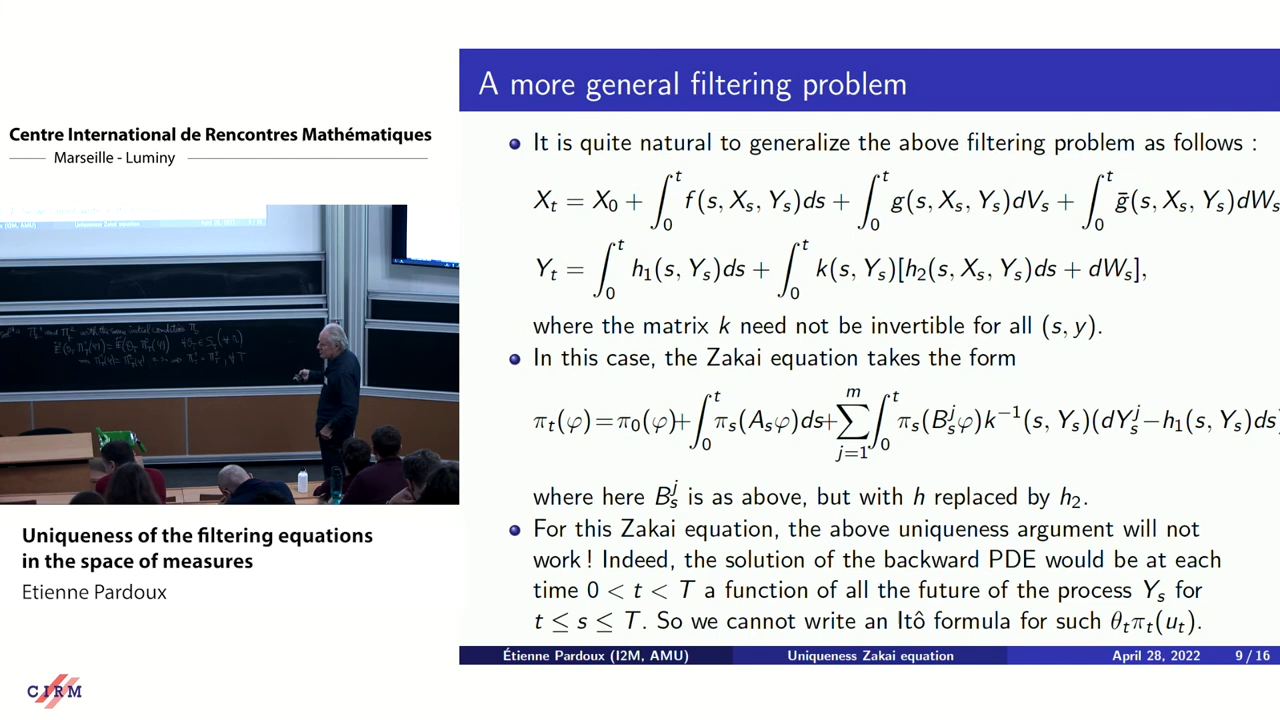 Centre International de Rencontres Mathématiques
Marseille - Luminy
Uniqueness of the filtering equations
in the space of measures
Etienne Pardoux
CIRM
A more general filtering problem
It is quite natural to generalize the above filtering problem as follows :
X_t = X_0 + ∫_0^t f(s, X_s, Y_s)ds + ∫_0^t g(s, X_s, Y_s)dV_s + ∫_0^t ḡ(s, X_s, Y_s)dW_s
Y_t = ∫_0^t h_1(s, Y_s)ds + ∫_0^t k(s, Y_s)[h_2(s, X_s, Y_s)ds + dW_s],
where the matrix k need not be invertible for all (s, y).
In this case, the Zakai equation takes the form
π_t(φ)=π_0(φ)+∫_0^t π_s(A_sφ)ds+∑_{j=1}^m ∫_0^t π_s(B_s^jφ)k^{-1}(s, Y_s)(dY_s^j−h_1(s, Y_s)ds)
where here B_s^j is as above, but with h replaced by h_2.
For this Zakai equation, the above uniqueness argument will not
work ! Indeed, the solution of the backward PDE would be at each
time 0 < t < T a function of all the future of the process Y_s for
t ≤ s ≤ T. So we cannot write an Itô formula for such θ_tπ_t(u_t).
Étienne Pardoux (I2M, AMU)
Uniqueness Zakai equation
April 28, 2022
9 / 16